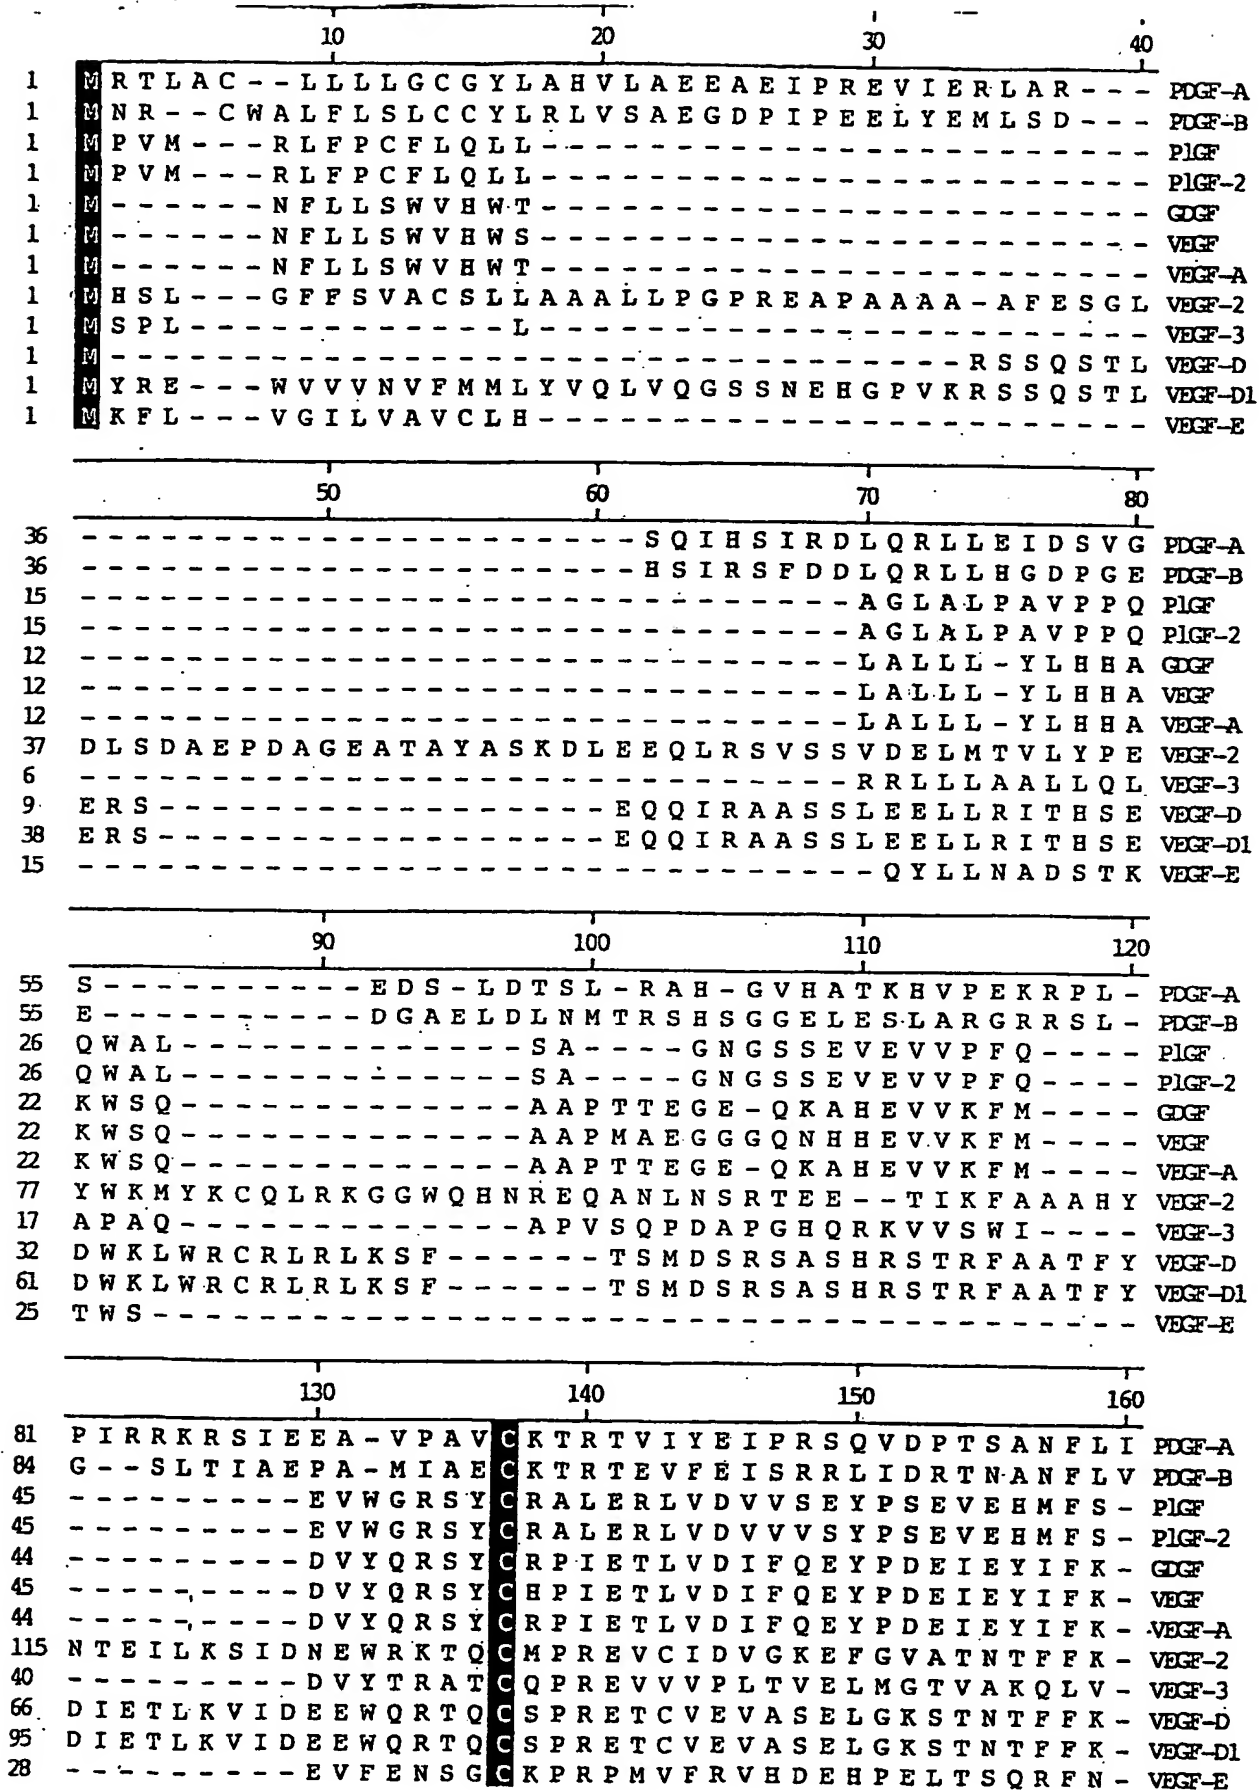 10 20 30 40
1 MRTLAC--LLLLGCGYLAHVLAEEAEIPREVIERLAR--- PDGF-A
1 MNR--CWALFLSLCCYLRLVSAEGDPIPEELYEMLSD--- PDGF-B
1 MPVM---RLFPCFLQLL----------------------- PlGF
1 MPVM---RLFPCFLQLL----------------------- PlGF-2
1 M------NFLLSWVHWT----------------------- GDGF
1 M------NFLLSWVHWS----------------------- VEGF
1 M------NFLLSWVHWT----------------------- VEGF-A
1 MHSL---GFFSVACSLLAAALLPGPREAPAAAA-AFESGL VEGF-2
1 MSPL------------L----------------------- VEGF-3
1 M--------------------------------RSSQSTL VEGF-D
1 MYRE---WVVVNVFMMLYVQLVQGSSNEHGPVKRSSQSTL VEGF-D1
1 MKFL---VGILVAVCLH----------------------- VEGF-E
50 60 70 80
36 ---------------------SQIHSIRDLQRLLEIDSVG PDGF-A
36 ---------------------HSIRSFDDLQRLLHGDPGE PDGF-B
15 -----------------------------AGLALPAVPPQ PlGF
15 -----------------------------AGLALPAVPPQ PlGF-2
12 -----------------------------LALLL-YLHHA GDGF
12 -----------------------------LALLL-YLHHA VEGF
12 -----------------------------LALLL-YLHHA VEGF-A
37 DLSDAEPDAGEATAYASKDLEEQLRSVSSVDELMTVLYPE VEGF-2
6 -----------------------------RRLLLAALLQL VEGF-3
9 ERS-----------------EQQIRAASSLEELLRITHSE VEGF-D
38 ERS-----------------EQQIRAASSLEELLRITHSE VEGF-D1
15 ------------------------------QYLLNADSTK VEGF-E
90 100 110 120
55 S----------EDS-LDTSL-RAH-GVHATKHVPEKRPL- PDGF-A
55 E----------DGAELDLNMTRSHSGGELESLARGRRSL- PDGF-B
26 QWAL-------------SA----GNGSSEVEVVPFQ---- PlGF
26 QWAL-------------SA----GNGSSEVEVVPFQ---- PlGF-2
22 KWSQ-------------AAPTTEGE-QKAHEVVKFM---- GDGF
22 KWSQ-------------AAPMAEGGGQNHHEVVKFM---- VEGF
22 KWSQ-------------AAPTTEGE-QKAHEVVKFM---- VEGF-A
77 YWKMYKCQLRKGGWQHNREQANLNSRTEE--TIKFAAAHY VEGF-2
17 APAQ-------------APVSQPDAPGHQRKVVSWI---- VEGF-3
32 DWKLWRCRLRLKSF------TSMDSRSASHRSTRFAATFY VEGF-D
61 DWKLWRCRLRLKSF------TSMDSRSASHRSTRFAATFY VEGF-D1
25 TWS------------------------------------- VEGF-E
130 140 150 160
81 PIRRKRSIEEA-VPAVCKTRTVIYEIPRSQVDPTSANFLI PDGF-A
84 G--SLTIAEPA-MIAECKTRTEVFEISRRLIDRTNANFLV PDGF-B
45 ---------EVWGRSYCRALERLVDVVSEYPSEVEHMFS- PlGF
45 ---------EVWGRSYCRALERLVDVVVSYPSEVEHMFS- PlGF-2
44 ---------DVYQRSYCRPIETLVDIFQEYPDEIEYIFK- GDGF
45 ---------DVYQRSYCHPIETLVDIFQEYPDEIEYIFK- VEGF
44 ---------DVYQRSYCRPIETLVDIFQEYPDEIEYIFK- VEGF-A
115 NTEILKSIDNEWRKTQCMPREVCIDVGKEFGVATNTFFK- VEGF-2
40 ---------DVYTRATCQPREVVVPLTVELMGTVAKQLV- VEGF-3
66 DIETLKVIDEEWQRTQCSPRETCVEVASELGKSTNTFFK- VEGF-D
95 DIETLKVIDEEWQRTQCSPRETCVEVASELGKSTNTFFK- VEGF-D1
28 ---------EVFENSGCKPRPMVFRVHDEHPELTSQRFN- VEGF-E